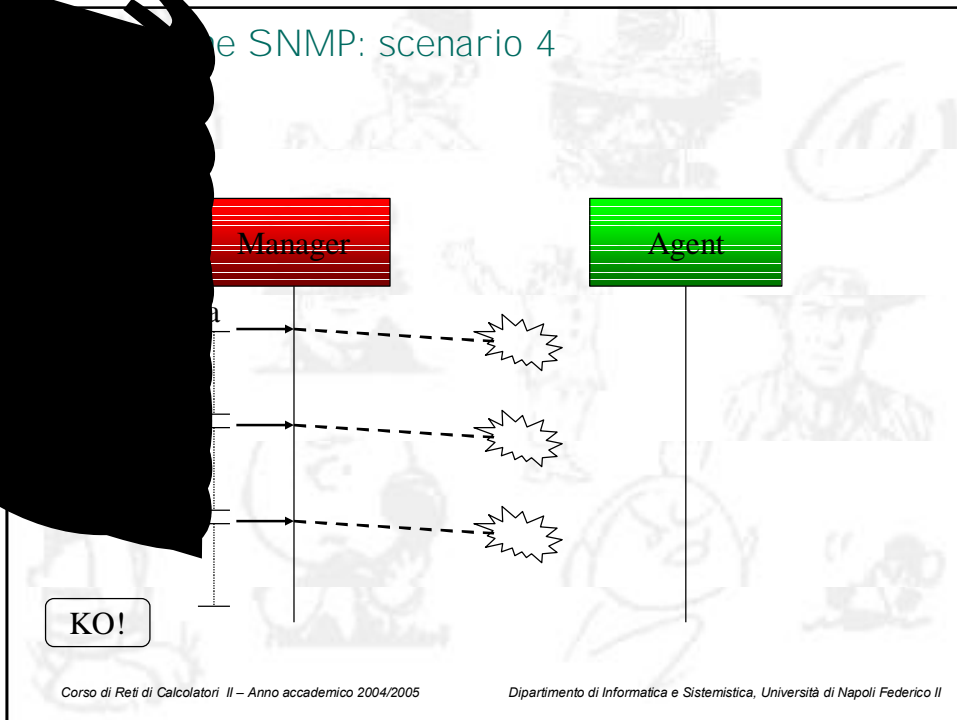 SNMP: scenario 4
Manager
Agent
KO!
Corso di Reti di Calcolatori II – Anno accademico 2004/2005
Dipartimento di Informatica e Sistemistica, Università di Napoli Federico II